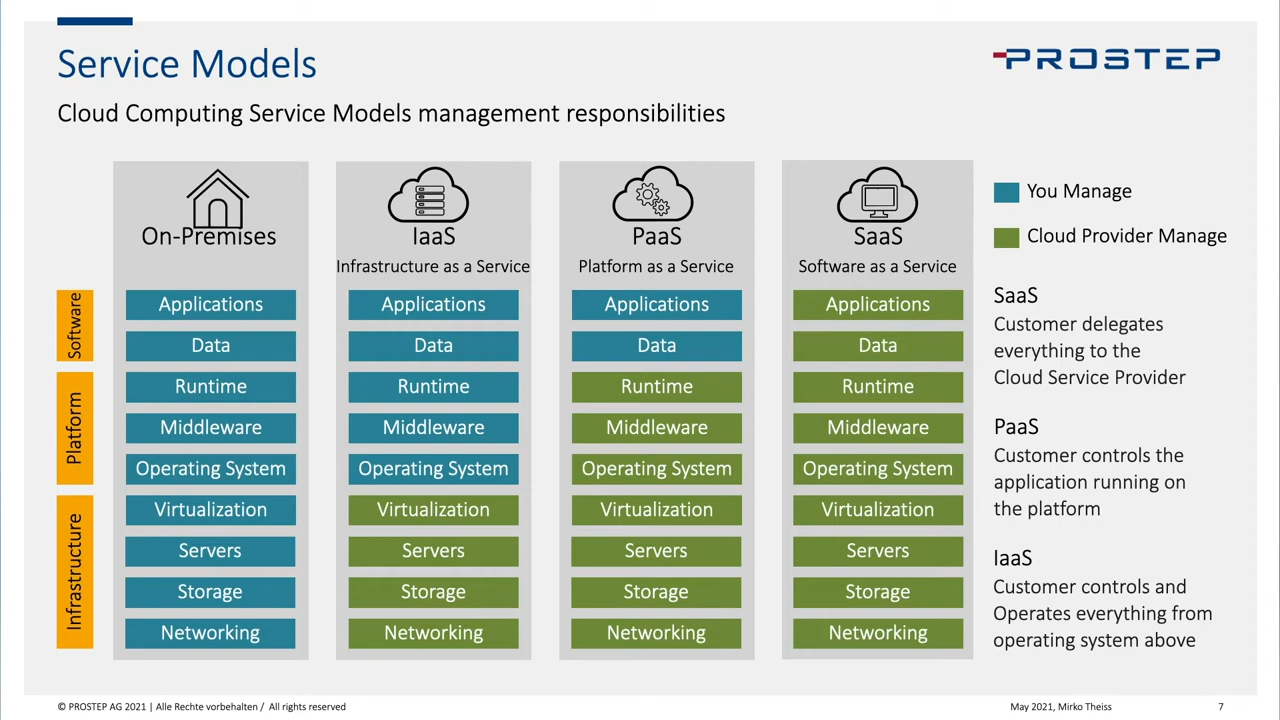 Service Models
PROSTEP
Cloud Computing Service Models management responsibilities
On-Premises
IaaS
Infrastructure as a Service
PaaS
Platform as a Service
SaaS
Software as a Service
You Manage
Cloud Provider Manage
Software
Platform
Infrastructure
Applications
Data
Runtime
Middleware
Operating System
Virtualization
Servers
Storage
Networking
Applications
Data
Runtime
Middleware
Operating System
Virtualization
Servers
Storage
Networking
Applications
Data
Runtime
Middleware
Operating System
Virtualization
Servers
Storage
Networking
Applications
Data
Runtime
Middleware
Operating System
Virtualization
Servers
Storage
Networking
SaaS
Customer delegates
everything to the
Cloud Service Provider
PaaS
Customer controls the
application running on
the platform
IaaS
Customer controls and
Operates everything from
operating system above
© PROSTEP AG 2021 | Alle Rechte vorbehalten / All rights reserved
May 2021, Mirko Theiss
7